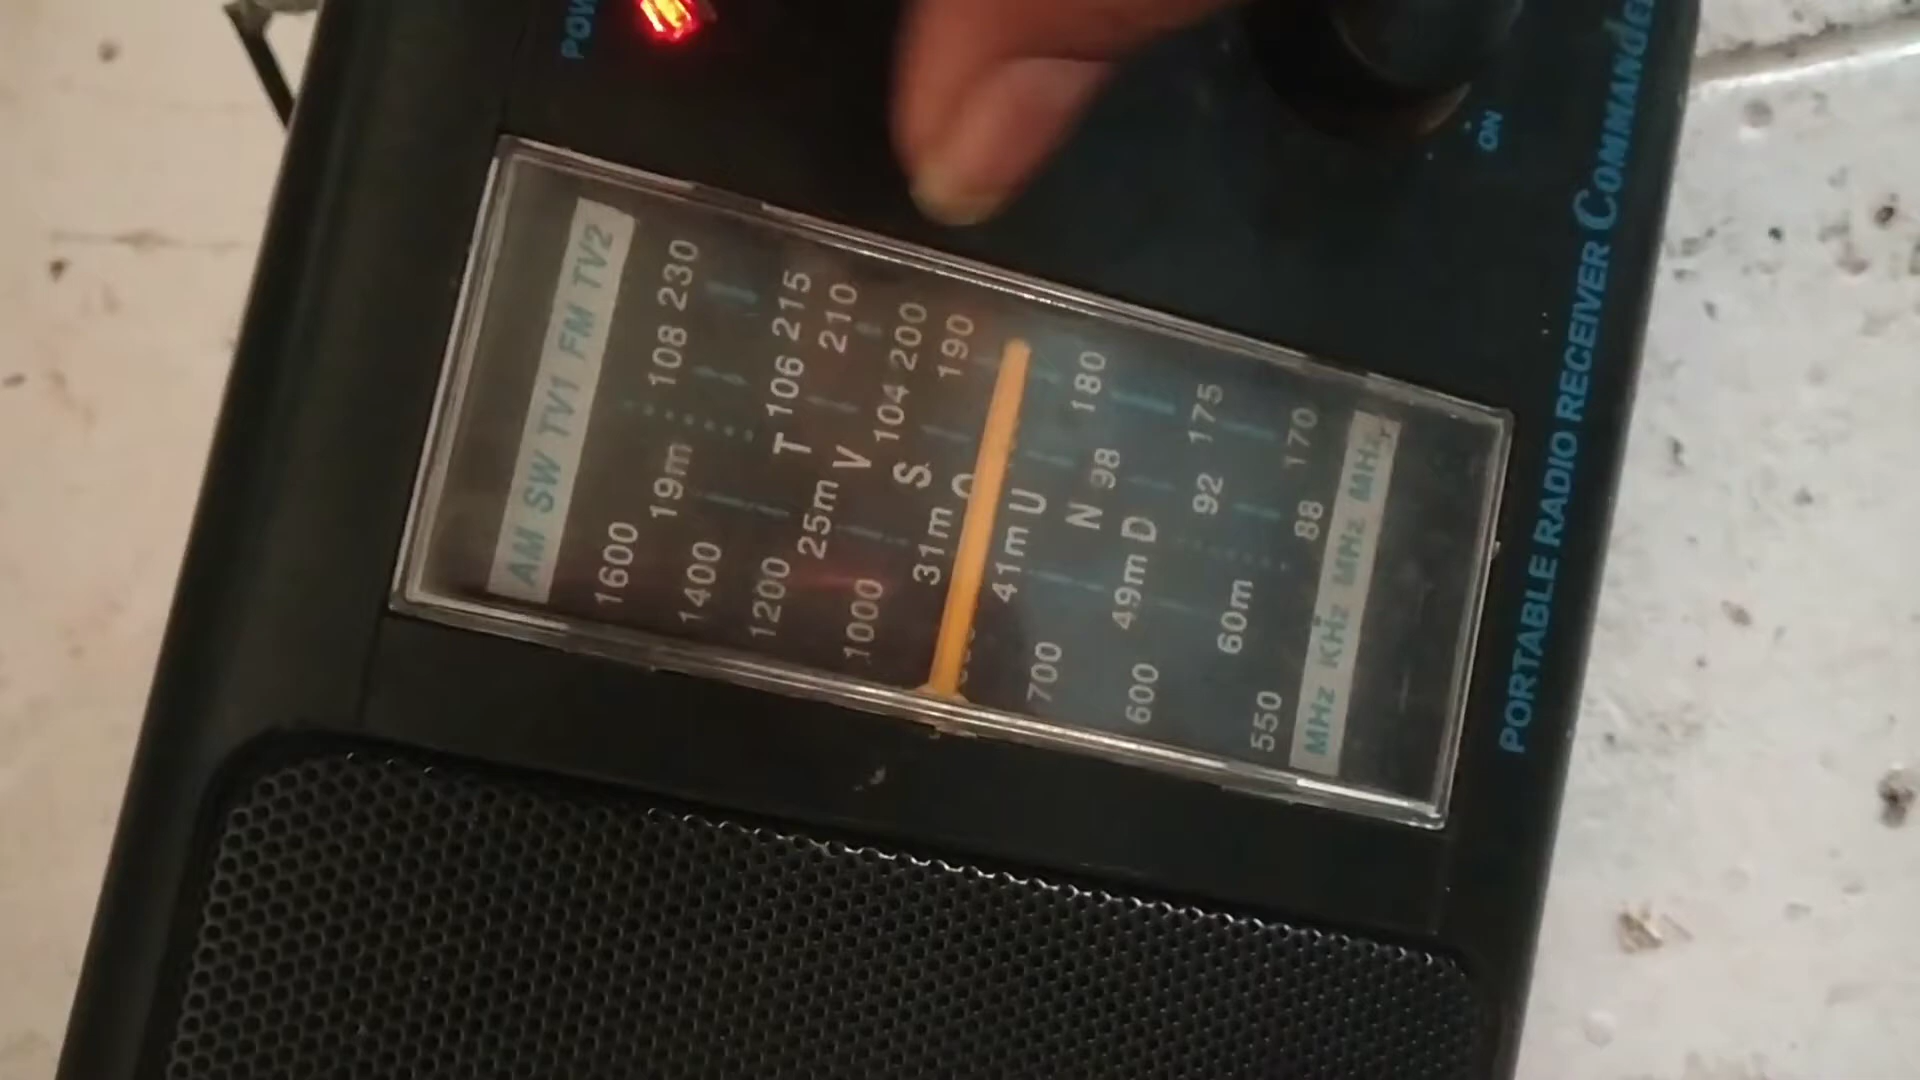 AM SW TV1 FM TV2
1600 19m 108 230
1400
1200 25m T 106 215
V 210
1000 31m S 104 200
190
700 41m U
600 49m N 98 180
D
60m 92 175
550 88 170
MHz KHz MHz MHz MHz
ON
PORTABLE RADIO RECEIVER COMMANdER